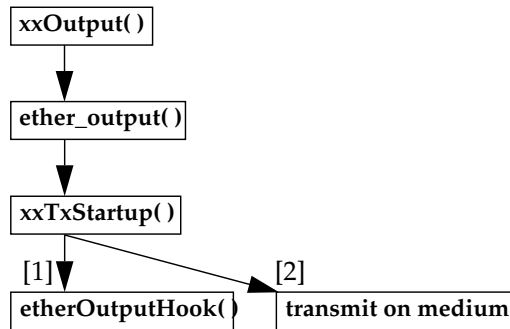 xxOutput( )
ether_output( )
xxTxStartup( )
[1] [2]
etherOutputHook( ) transmit on medium